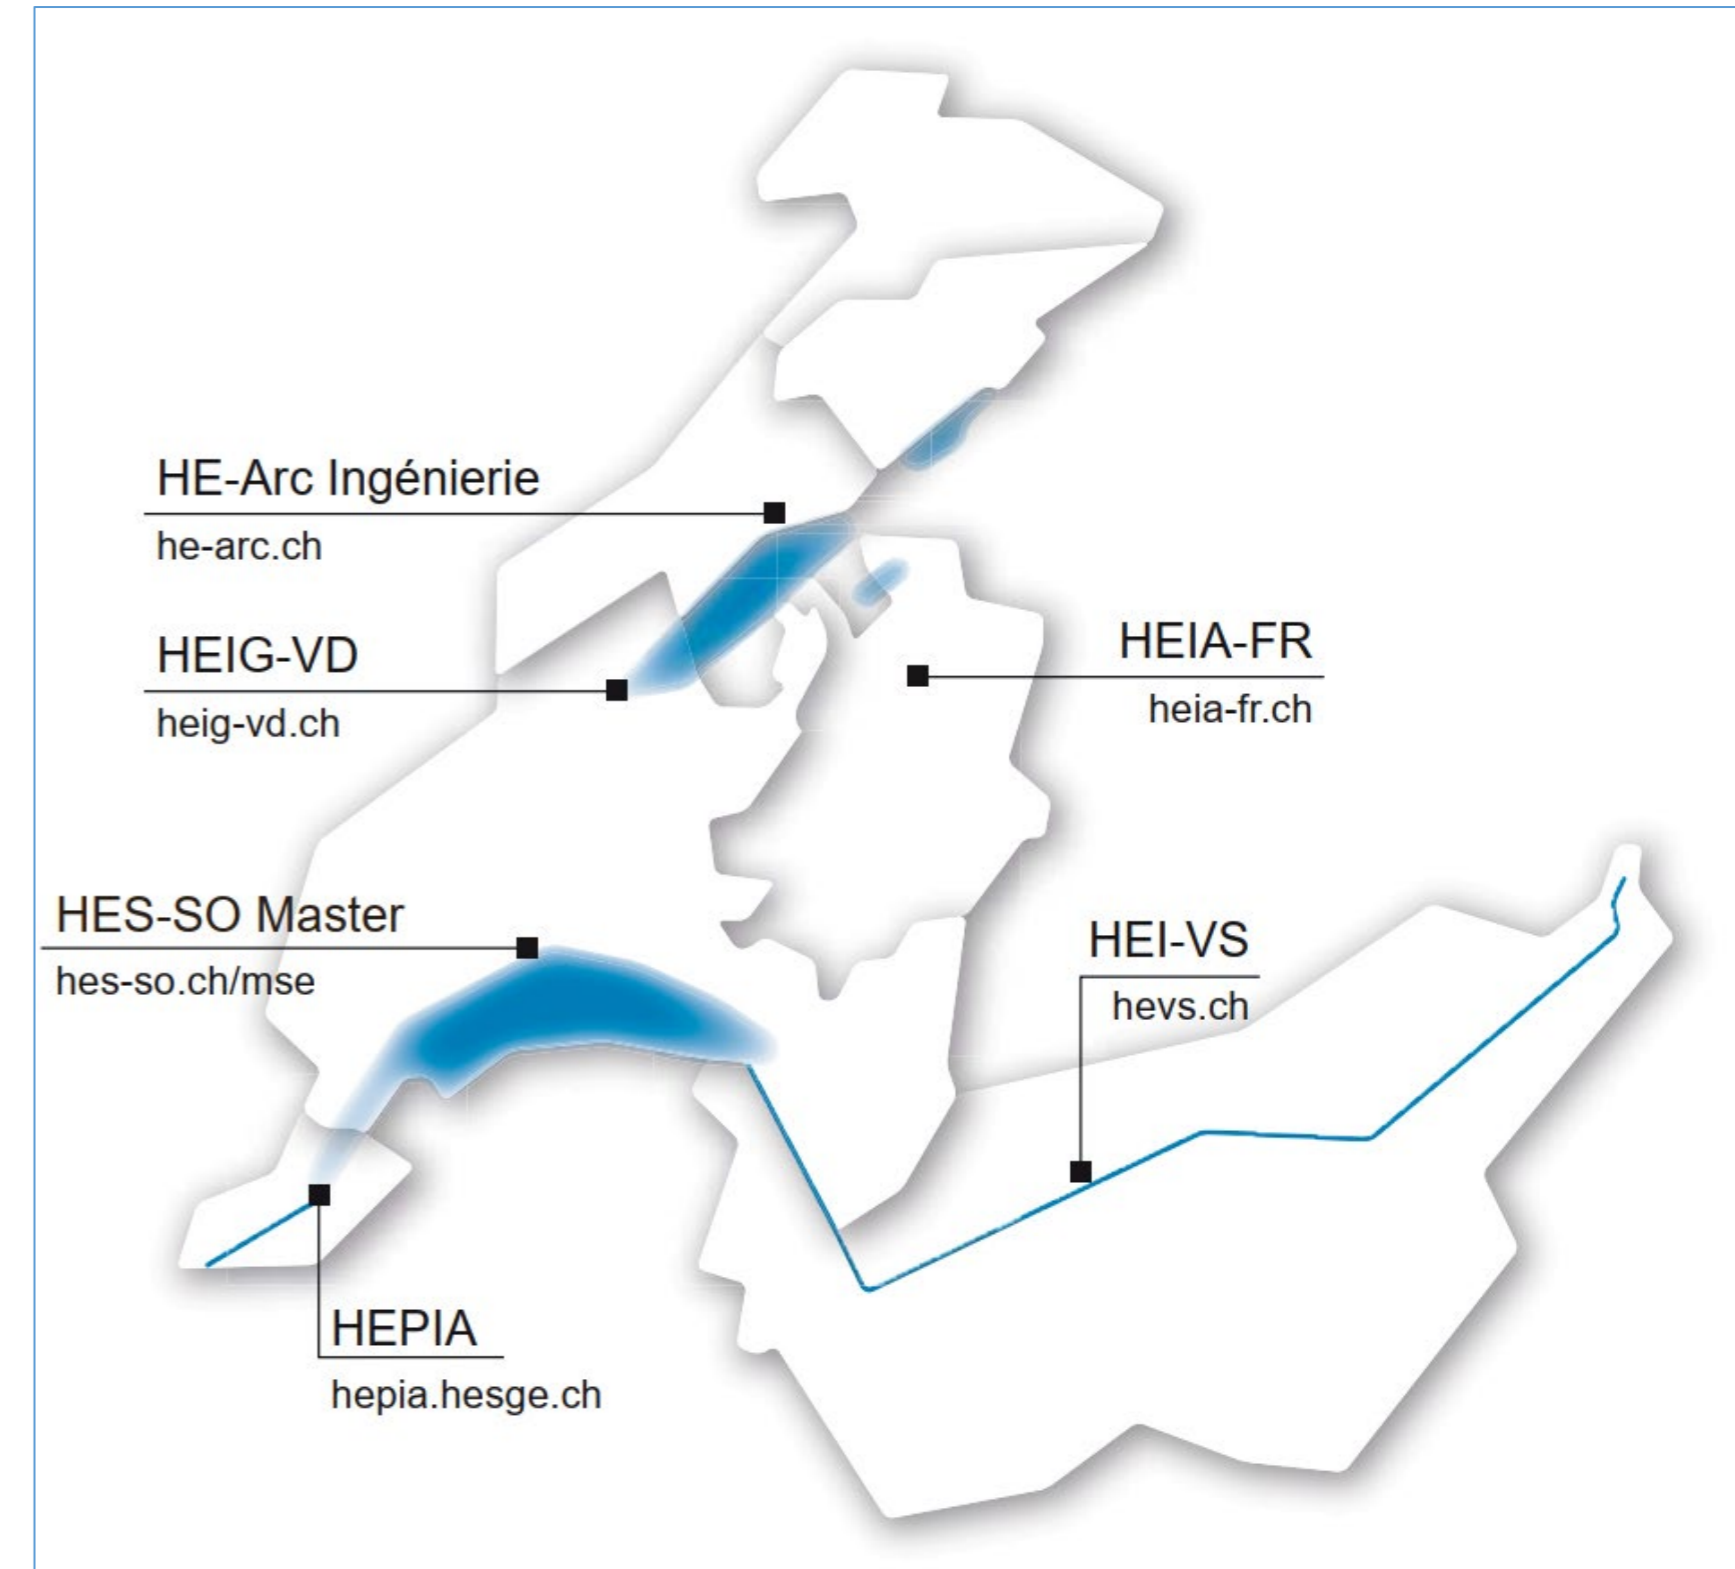 HE-Arc Ingénierie
he-arc.ch
HEIG-VD
heig-vd.ch
HEIA-FR
heia-fr.ch
HES-SO Master
hes-so.ch/mse
HEI-VS
hevs.ch
HEPIA
hepia.hesge.ch